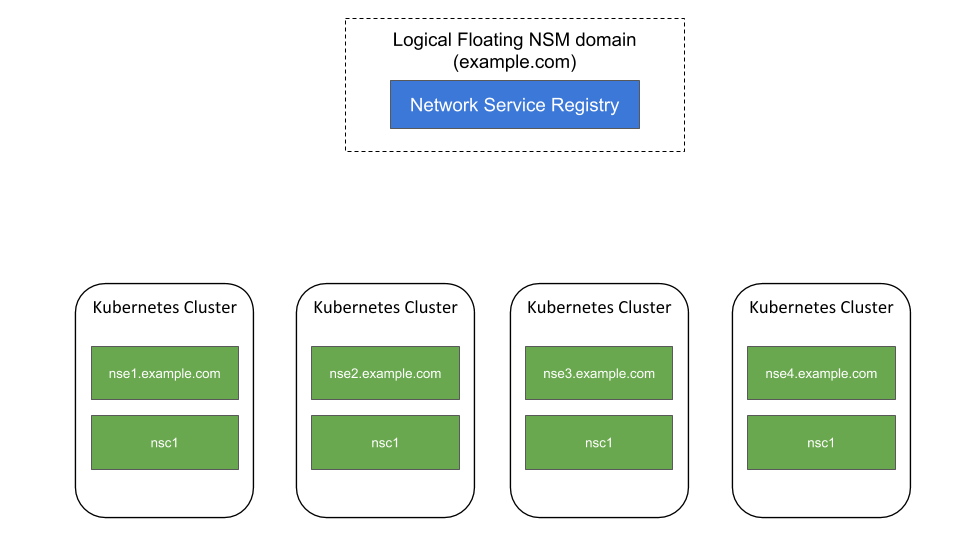 Logical Floating NSM domain
(example.com)
Network Service Registry
Kubernetes Cluster
nse1.example.com
nsc1
Kubernetes Cluster
nse2.example.com
nsc1
Kubernetes Cluster
nse3.example.com
nsc1
Kubernetes Cluster
nse4.example.com
nsc1